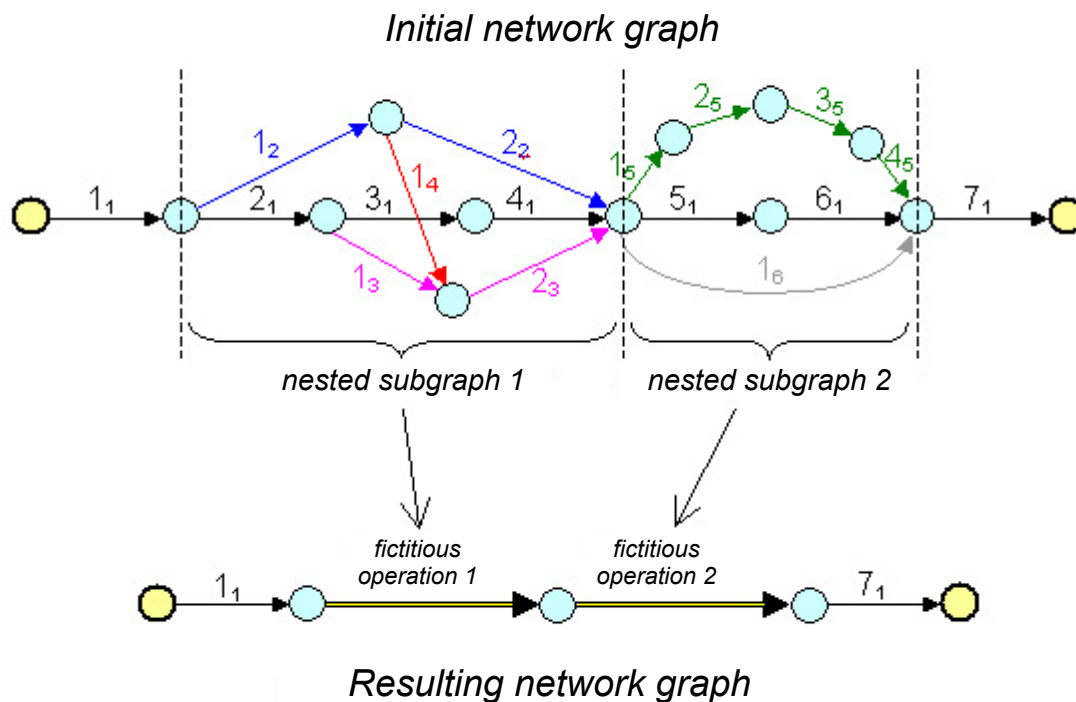 Initial network graph
2₅ 3₅
1₂ 2₂ 1₄ 1₅ 4₅
1₁ 2₁ 3₁ 4₁ 5₁ 6₁ 7₁
1₃ 2₃ 1₆
nested subgraph 1 nested subgraph 2
fictitious operation 1
fictitious operation 2
1₁ 7₁
Resulting network graph